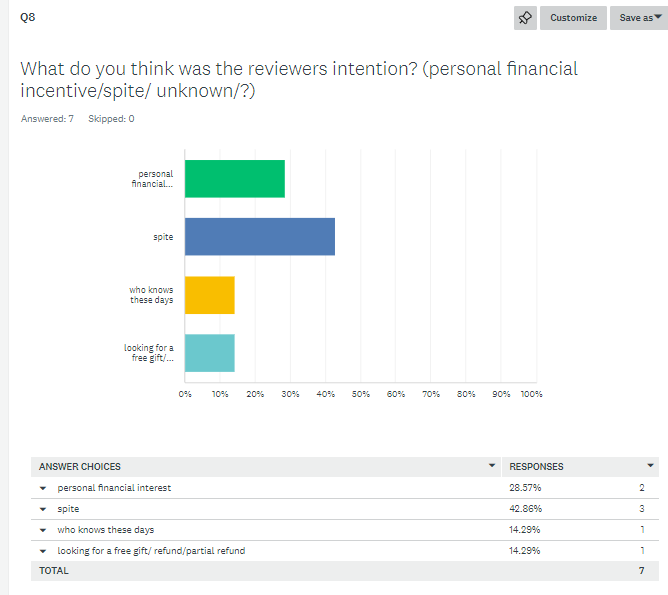 Q8
Customize
Save as
What do you think was the reviewers intention? (personal financial
incentive/spite/ unknown/?)
Answered: 7 Skipped: 0
personal
financial...
spite
who knows
these days
looking for a
free gift/...
0% 10% 20% 30% 40% 50% 60% 70% 80% 90% 100%
ANSWER CHOICES RESPONSES
personal financial interest 28.57% 2
spite 42.86% 3
who knows these days 14.29% 1
looking for a free gift/ refund/partial refund 14.29% 1
TOTAL 7